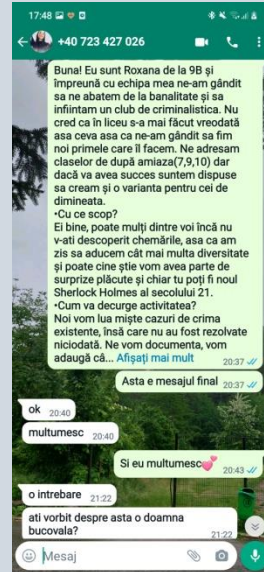 17:48
+40 723 427 026
Buna! Eu sunt Roxana de la 9B și
împreună cu echipa mea ne-am gândit
sa ne abatem de la banalitate și sa
infiintam un club de criminalistica. Nu
cred ca în liceu s-a mai făcut vreodată
asa ceva asa ca ne-am gândit sa fim
noi primele care îl facem. Ne adresam
claselor de după amiaza(7,9,10) dar
dacă va avea succes suntem dispuse
sa cream și o varianta pentru cei de
dimineata.
•Cu ce scop?
Ei bine, poate mulți dintre voi încă nu
v-ati descoperit chemările, asa ca am
zis sa aducem cât mai multa diversitate
și poate cine știe vom avea parte de
surprize plăcute și chiar tu poți fi noul
Sherlock Holmes al secolului 21.
•Cum va decurge activitatea?
Noi vom lua miște cazuri de crima
existente, însă care nu au fost rezolvate
niciodată. Ne vom documenta, vom
adaugă că... Afișați mai mult
20:37
Asta e mesajul final 20:37
ok 20:40
multumesc 20:40
Si eu multumesc💕 20:43
o intrebare 21:22
ati vorbit despre asta o doamna
bucovala?
21:22
Mesaj